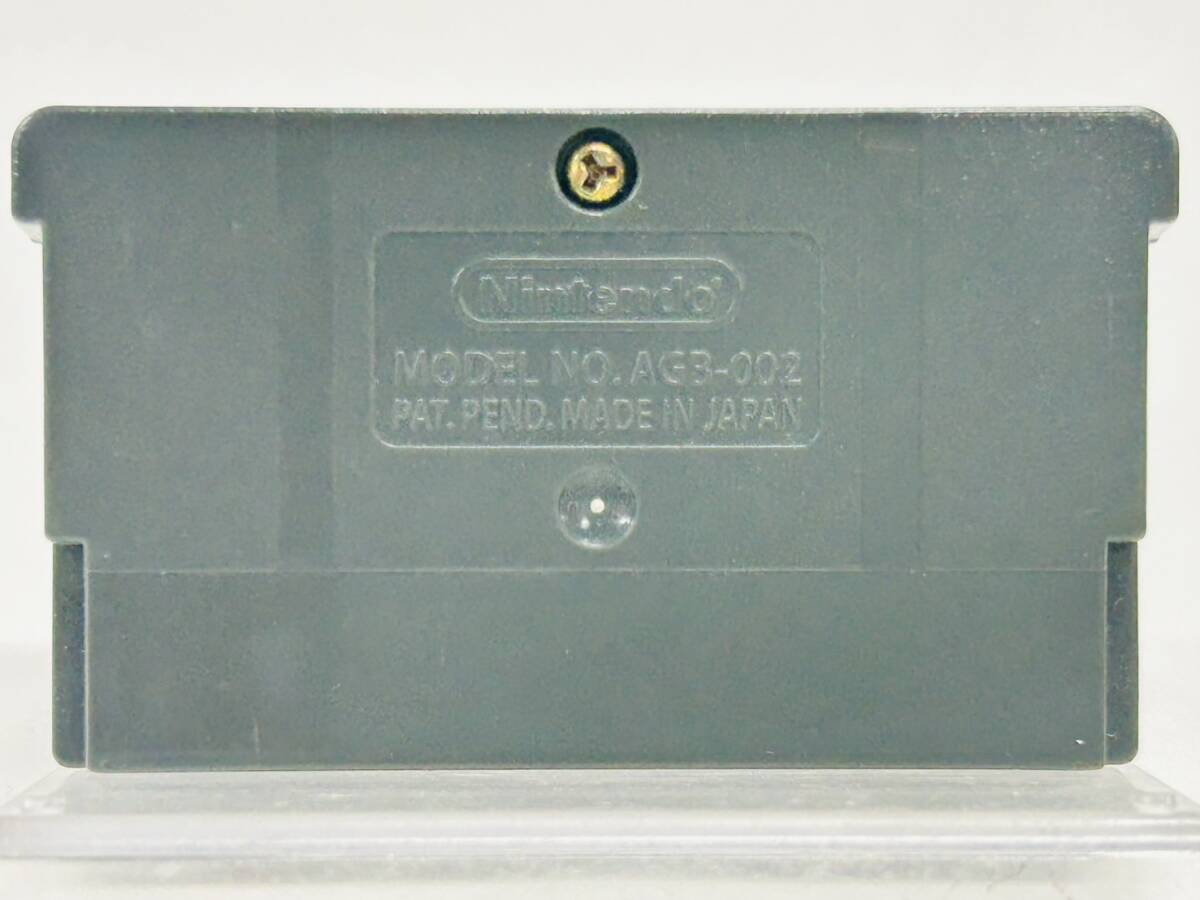 Nintendo
MODEL NO. AGB-002
PAT. PEND. MADE IN JAPAN